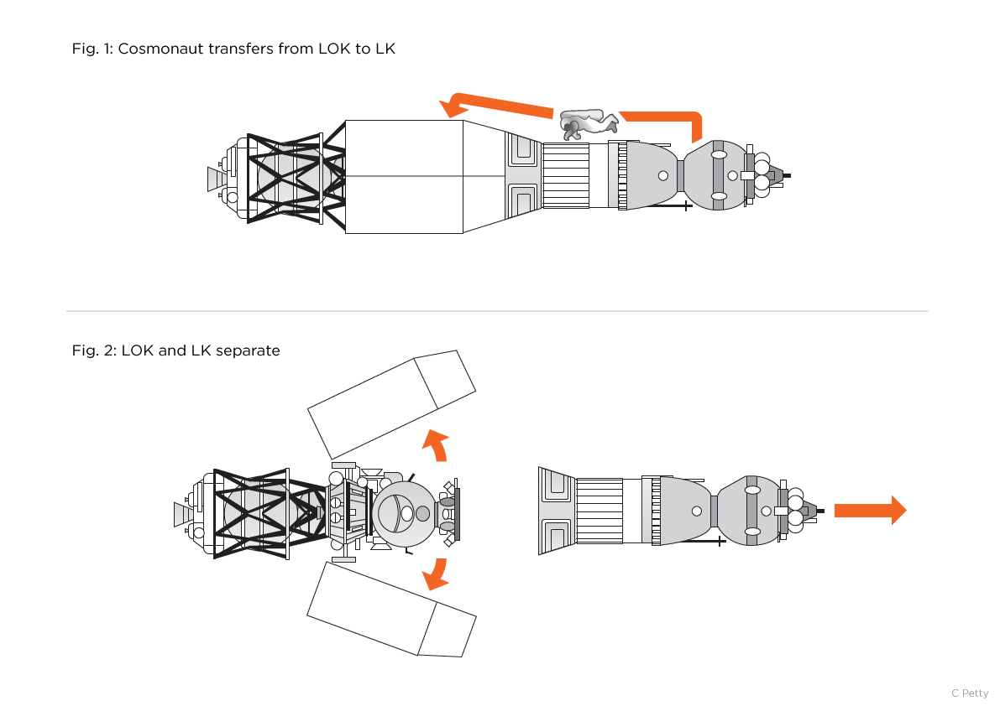 Fig. 1: Cosmonaut transfers from LOK to LK
Fig. 2: LOK and LK separate
C Petty